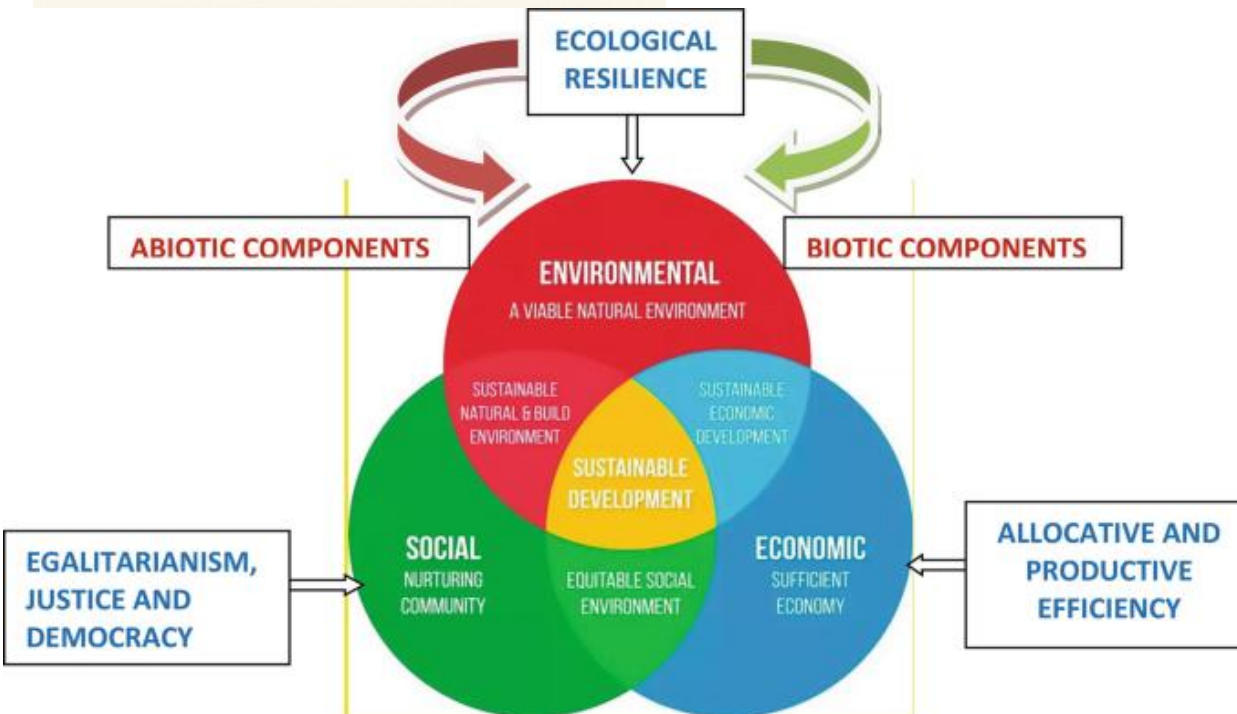 ECOLOGICAL
RESILIENCE
ABIOTIC COMPONENTS
BIOTIC COMPONENTS
ENVIRONMENTAL
A VIABLE NATURAL ENVIRONMENT
SUSTAINABLE
NATURAL & BUILD
ENVIRONMENT
SUSTAINABLE
ECONOMIC
DEVELOPMENT
SUSTAINABLE
DEVELOPMENT
EGALITARIANISM,
JUSTICE AND
DEMOCRACY
SOCIAL
NURTURING
COMMUNITY
EQUITABLE SOCIAL
ENVIRONMENT
ECONOMIC
SUFFICIENT
ECONOMY
ALLOCATIVE AND
PRODUCTIVE
EFFICIENCY